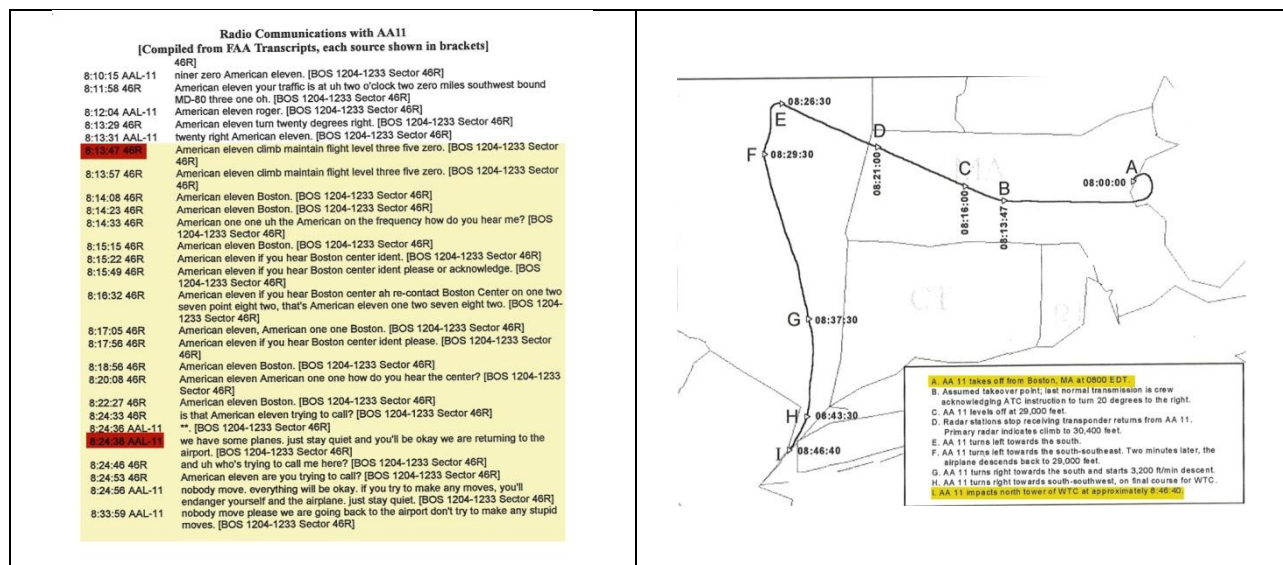 Radio Communications with AA11
[Compiled from FAA Transcripts, each source shown in brackets]
46R]
8:10:15 AAL-11 niner zero American eleven. [BOS 1204-1233 Sector 46R]
8:11:58 46R American eleven your traffic is at uh two o'clock two zero miles southwest bound
MD-80 three one oh. [BOS 1204-1233 Sector 46R]
8:12:04 AAL-11 American eleven roger. [BOS 1204-1233 Sector 46R]
8:13:29 46R American eleven turn twenty degrees right. [BOS 1204-1233 Sector 46R]
8:13:31 AAL-11 twenty right American eleven. [BOS 1204-1233 Sector 46R]
8:13:47 46R American eleven climb maintain flight level three five zero. [BOS 1204-1233 Sector
46R]
8:13:57 46R American eleven climb maintain flight level three five zero. [BOS 1204-1233 Sector
46R]
8:14:08 46R American eleven Boston. [BOS 1204-1233 Sector 46R]
8:14:23 46R American eleven Boston. [BOS 1204-1233 Sector 46R]
8:14:33 46R American one one uh the American on the frequency how do you hear me? [BOS
1204-1233 Sector 46R]
8:15:15 46R American eleven Boston. [BOS 1204-1233 Sector 46R]
8:15:22 46R American eleven if you hear Boston center ident. [BOS 1204-1233 Sector 46R]
8:15:49 46R American eleven if you hear Boston center ident please or acknowledge. [BOS
1204-1233 Sector 46R]
8:16:32 46R American eleven if you hear Boston center ah re-contact Boston Center on one two
seven point eight two, that's American eleven one two seven eight two. [BOS 1204-
1233 Sector 46R]
8:17:05 46R American eleven, American one one Boston. [BOS 1204-1233 Sector 46R]
8:17:56 46R American eleven if you hear Boston center ident please. [BOS 1204-1233 Sector
46R]
8:18:56 46R American eleven Boston. [BOS 1204-1233 Sector 46R]
8:20:08 46R American eleven American one one how do you hear the center? [BOS 1204-1233
Sector 46R]
8:22:27 46R American eleven Boston. [BOS 1204-1233 Sector 46R]
8:24:33 46R is that American eleven trying to call? [BOS 1204-1233 Sector 46R]
8:24:36 AAL-11 **. [BOS 1204-1233 Sector 46R]
8:24:38 AAL-11 we have some planes. just stay quiet and you'll be okay we are returning to the
airport. [BOS 1204-1233 Sector 46R]
8:24:46 46R and uh who's trying to call me here? [BOS 1204-1233 Sector 46R]
8:24:53 46R American eleven are you trying to call? [BOS 1204-1233 Sector 46R]
8:24:56 AAL-11 nobody move. everything will be okay. if you try to make any moves, you'll
endanger yourself and the airplane. just stay quiet. [BOS 1204-1233 Sector 46R]
8:33:59 AAL-11 nobody move please we are going back to the airport don't try to make any stupid
moves. [BOS 1204-1233 Sector 46R]
E 08:26:30
D
08:21:00
F 08:29:30
C
08:16:00
MA
B
08:13:47
A
08:00:00
CT
RI
G 08:37:30
H 08:43:30
I 08:46:40
A. AA 11 takes off from Boston, MA at 0800 EDT.
B. Assumed takeover point; last normal transmission is crew
acknowledging ATC instruction to turn 20 degrees to the right.
C. AA 11 levels off at 29,000 feet.
D. Radar stations stop receiving transponder returns from AA 11.
Primary radar indicates climb to 30,400 feet.
E. AA 11 turns left towards the south.
F. AA 11 turns left towards the south-southeast. Two minutes later, the
airplane descends back to 29,000 feet.
G. AA 11 turns right towards the south and starts 3,200 ft/min descent.
H. AA 11 turns right towards south-southwest, on final course for WTC.
I. AA 11 impacts north tower of WTC at approximately 8:46:40.